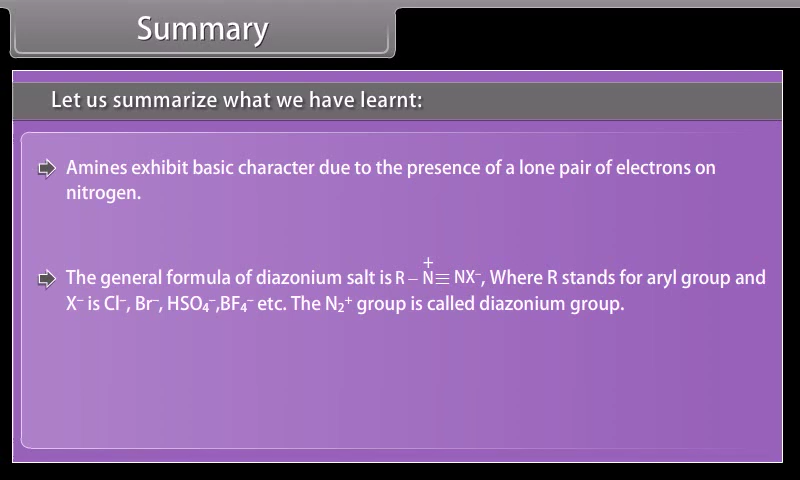 Summary
Let us summarize what we have learnt:
Amines exhibit basic character due to the presence of a lone pair of electrons on
nitrogen.
The general formula of diazonium salt is R – N⁺≡ NX⁻, Where R stands for aryl group and
X⁻ is Cl⁻, Br⁻, HSO₄⁻,BF₄⁻ etc. The N₂⁺ group is called diazonium group.